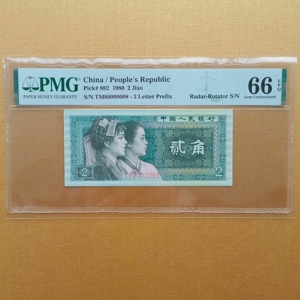 PMG
PAPER MONEY GUARANTY
China / People's Republic
Pick# 882 1980 2 Jiao
S/N TM80000008 - 2 Letter Prefix
Radar-Rotator S/N
66 EPQ
Gem Uncirculated
中国人民银行
贰角
2
2